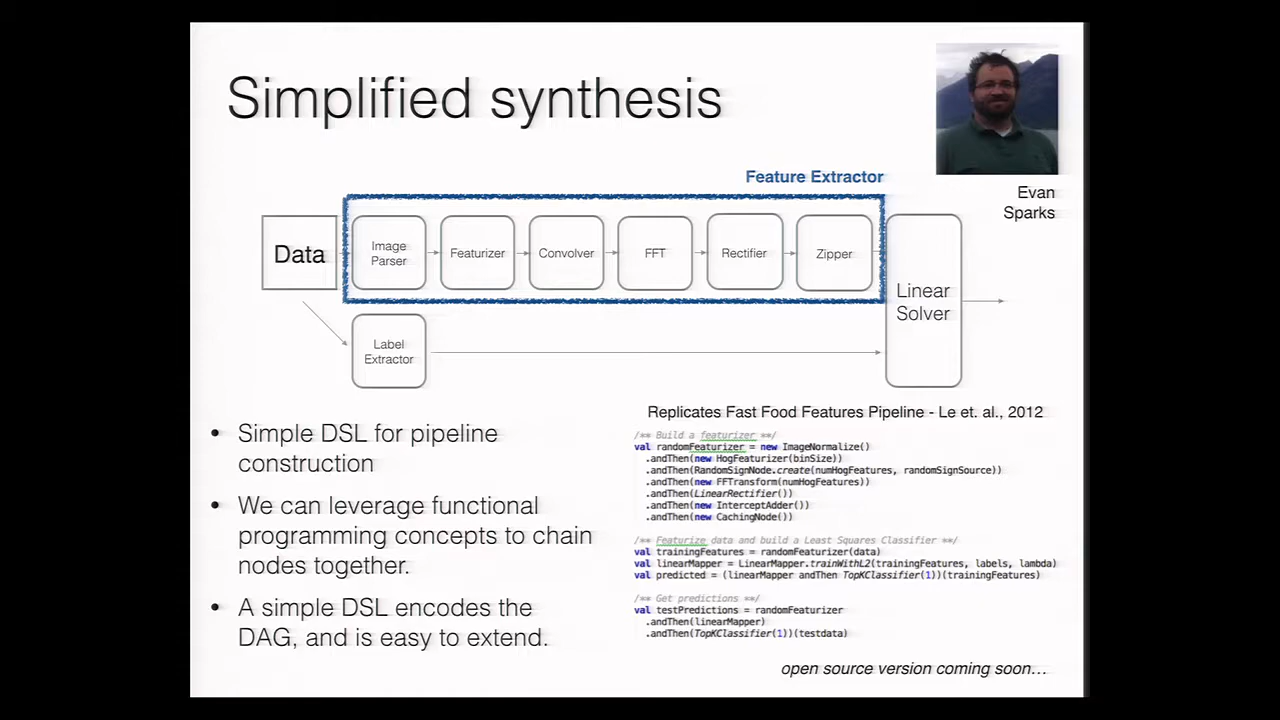 Simplified synthesis
Evan
Sparks
Feature Extractor
Data
Image
Parser
Featurizer
Convolver
FFT
Rectifier
Zipper
Linear
Solver
Label
Extractor
• Simple DSL for pipeline
construction
• We can leverage functional
programming concepts to chain
nodes together.
• A simple DSL encodes the
DAG, and is easy to extend.
Replicates Fast Food Features Pipeline - Le et. al., 2012
/** Build a featurizer **/
val randomFeaturizer = new ImageNormalize()
.andThen(new HogFeaturizer(binSize))
.andThen(RandomSignNode.create(numHogFeatures, randomSignSource))
.andThen(new FFTransform(numHogFeatures))
.andThen(LinearRectifier())
.andThen(new InterceptAdder())
.andThen(new CachingNode())
/** Featurize data and build a Least Squares Classifier **/
val trainingFeatures = randomFeaturizer(data)
val linearMapper = LinearMapper.trainWithL2(trainingFeatures, labels, lambda)
val predicted = (linearMapper andThen TopKClassifier(1))(trainingFeatures)
/** Get predictions **/
val testPredictions = randomFeaturizer
.andThen(linearMapper)
.andThen(TopKClassifier(1))(testdata)
open source version coming soon…